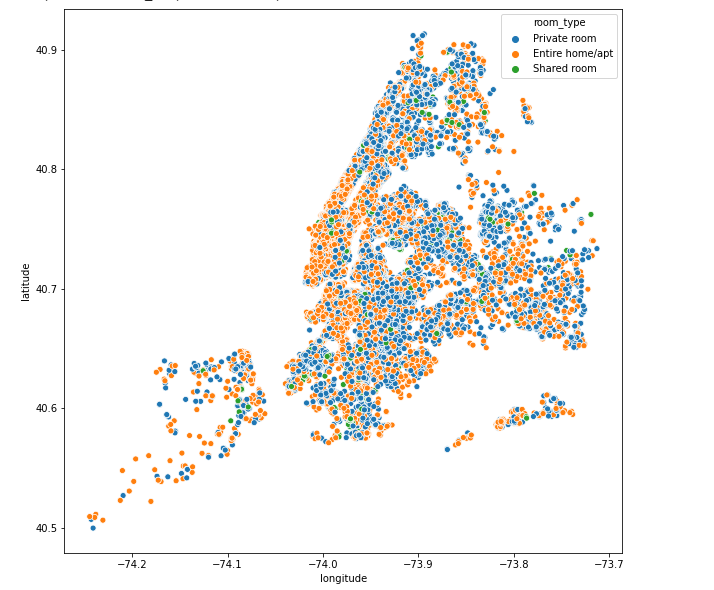 room_type
Private room
Entire home/apt
Shared room
40.9
40.8
40.7
40.6
40.5
latitude
−74.2
−74.1
−74.0
−73.9
−73.8
−73.7
longitude